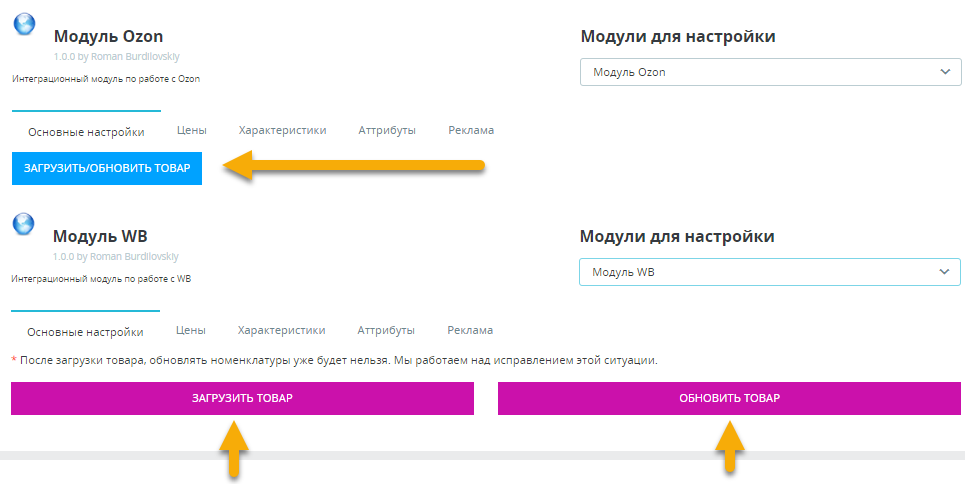 Модуль Ozon
1.0.0 by Roman Burdilovskiy
Интеграционный модуль по работе с Ozon
Модули для настройки
Модуль Ozon
Основные настройки Цены Характеристики Аттрибуты Реклама
ЗАГРУЗИТЬ/ОБНОВИТЬ ТОВАР
Модуль WB
1.0.0 by Roman Burdilovskiy
Интеграционный модуль по работе с WB
Модули для настройки
Модуль WB
Основные настройки Цены Характеристики Аттрибуты Реклама
* После загрузки товара, обновлять номенклатуры уже будет нельзя. Мы работаем над исправлением этой ситуации.
ЗАГРУЗИТЬ ТОВАР ОБНОВИТЬ ТОВАР